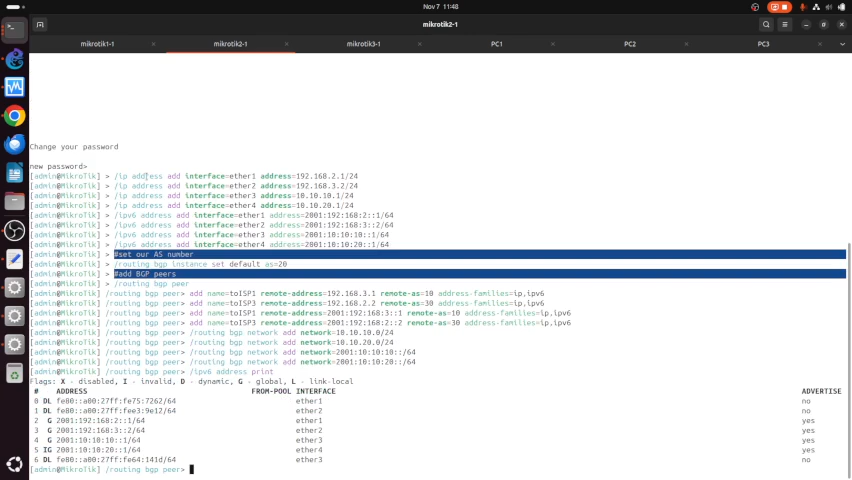 Nov 7 11:48
mikrotik2-1
mikrotik1-1 × mikrotik2-1 × mikrotik3-1 × PC1 × PC2 × PC3 ×
Change your password
new password>
[admin@MikroTik] > /ip address add interface=ether1 address=192.168.2.1/24
[admin@MikroTik] > /ip address add interface=ether2 address=192.168.3.2/24
[admin@MikroTik] > /ip address add interface=ether3 address=10.10.10.1/24
[admin@MikroTik] > /ip address add interface=ether4 address=10.10.20.1/24
[admin@MikroTik] > /ipv6 address add interface=ether1 address=2001:192:168:2::1/64
[admin@MikroTik] > /ipv6 address add interface=ether2 address=2001:192:168:3::2/64
[admin@MikroTik] > /ipv6 address add interface=ether3 address=2001:10:10:10::1/64
[admin@MikroTik] > /ipv6 address add interface=ether4 address=2001:10:10:20::1/64
[admin@MikroTik] > #set our AS number
[admin@MikroTik] > /routing bgp instance set default as=20
[admin@MikroTik] > #add BGP peers
[admin@MikroTik] > /routing bgp peer
[admin@MikroTik] /routing bgp peer> add name=toISP1 remote-address=192.168.3.1 remote-as=10 address-families=ip,ipv6
[admin@MikroTik] /routing bgp peer> add name=toISP3 remote-address=192.168.2.2 remote-as=30 address-families=ip,ipv6
[admin@MikroTik] /routing bgp peer> add name=toISP1 remote-address=2001:192:168:3::1 remote-as=10 address-families=ip,ipv6
[admin@MikroTik] /routing bgp peer> add name=toISP3 remote-address=2001:192:168:2::2 remote-as=30 address-families=ip,ipv6
[admin@MikroTik] /routing bgp peer> /routing bgp network add network=10.10.10.0/24
[admin@MikroTik] /routing bgp peer> /routing bgp network add network=10.10.20.0/24
[admin@MikroTik] /routing bgp peer> /routing bgp network add network=2001:10:10:10::/64
[admin@MikroTik] /routing bgp peer> /routing bgp network add network=2001:10:10:20::/64
[admin@MikroTik] /routing bgp peer> /ipv6 address print
Flags: X - disabled, I - invalid, D - dynamic, G - global, L - link-local
# ADDRESS FROM-POOL INTERFACE ADVERTISE
0 DL fe80::a00:27ff:fe75:7262/64 ether1 no
1 DL fe80::a00:27ff:fee3:9e12/64 ether2 no
2 G 2001:192:168:2::1/64 ether1 yes
3 G 2001:192:168:3::2/64 ether2 yes
4 G 2001:10:10:10::1/64 ether3 yes
5 IG 2001:10:10:20::1/64 ether4 yes
6 DL fe80::a00:27ff:fe64:141d/64 ether3 no
[admin@MikroTik] /routing bgp peer>